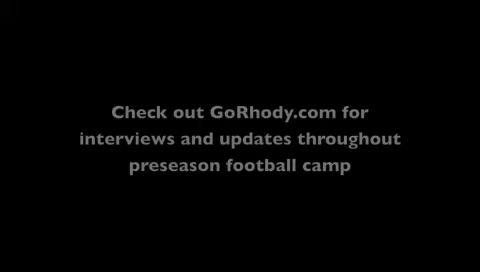 Check out GoRhody.com for
interviews and updates throughout
preseason football camp